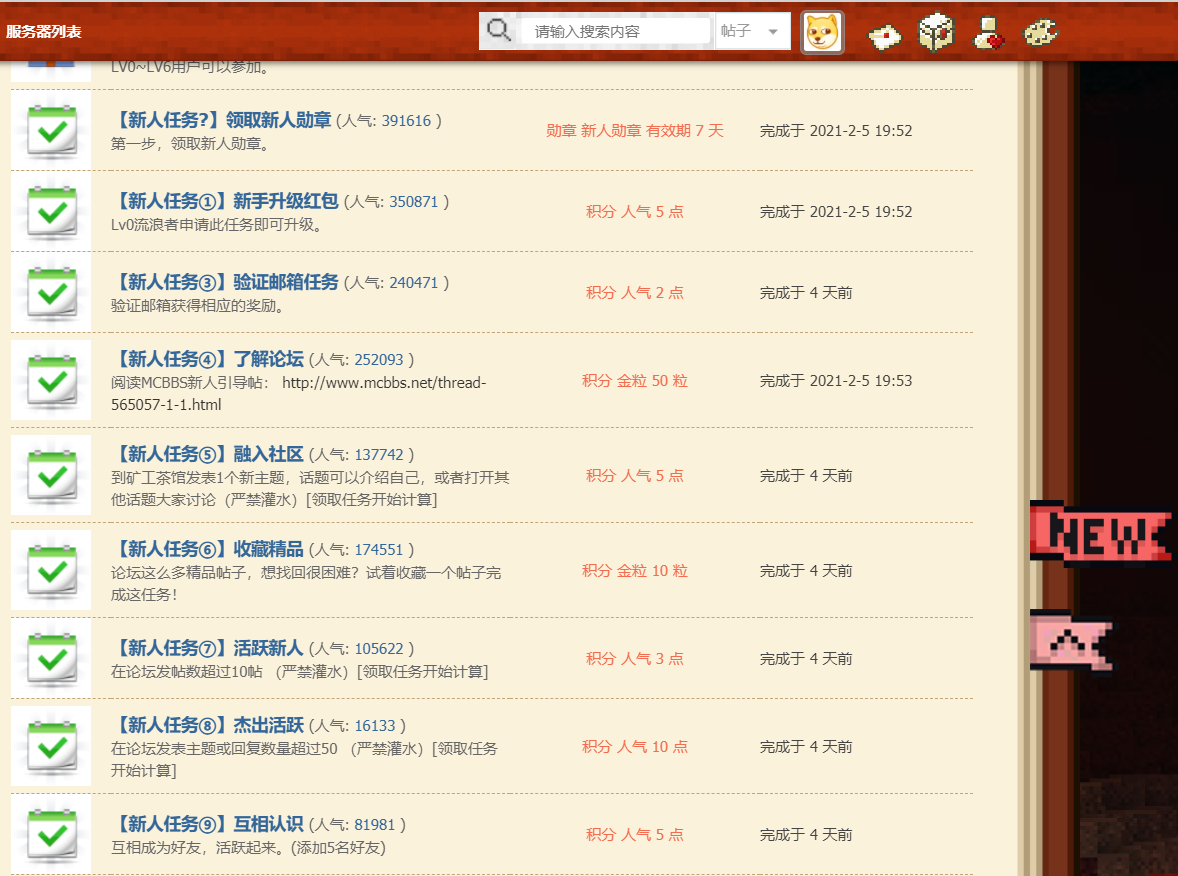 服务器列表
请输入搜索内容
帖子
LV0~LV6用户可以参加。
【新人任务?】领取新人勋章 (人气: 391616 )
第一步，领取新人勋章。
勋章 新人勋章 有效期 7 天
完成于 2021-2-5 19:52
【新人任务①】新手升级红包 (人气: 350871 )
Lv0流浪者申请此任务即可升级。
积分 人气 5 点
完成于 2021-2-5 19:52
【新人任务③】验证邮箱任务 (人气: 240471 )
验证邮箱获得相应的奖励。
积分 人气 2 点
完成于 4 天前
【新人任务④】了解论坛 (人气: 252093 )
阅读MCBBS新人引导帖： http://www.mcbbs.net/thread-
565057-1-1.html
积分 金粒 50 粒
完成于 2021-2-5 19:53
【新人任务⑤】融入社区 (人气: 137742 )
到矿工茶馆发表1个新主题，话题可以介绍自己，或者打开其
他话题大家讨论（严禁灌水）[领取任务开始计算]
积分 人气 5 点
完成于 4 天前
【新人任务⑥】收藏精品 (人气: 174551 )
论坛这么多精品帖子，想找回很困难？试着收藏一个帖子完
成这任务！
积分 金粒 10 粒
完成于 4 天前
【新人任务⑦】活跃新人 (人气: 105622 )
在论坛发帖数超过10帖 （严禁灌水）[领取任务开始计算]
积分 人气 3 点
完成于 4 天前
【新人任务⑧】杰出活跃 (人气: 16133 )
在论坛发表主题或回复数量超过50 （严禁灌水）[领取任务
开始计算]
积分 人气 10 点
完成于 4 天前
【新人任务⑨】互相认识 (人气: 81981 )
互相成为好友，活跃起来。(添加5名好友)
积分 人气 5 点
完成于 4 天前
NEW